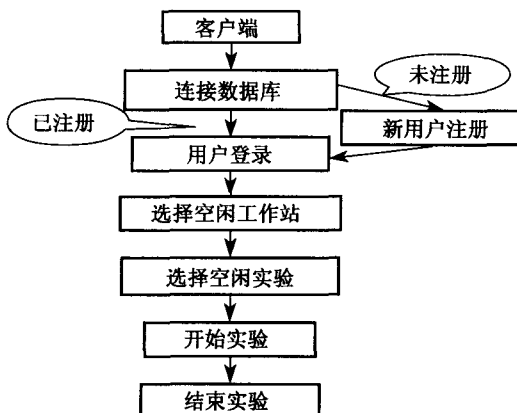 客户端
连接数据库
未注册
已注册
新用户注册
用户登录
选择空闲工作站
选择空闲实验
开始实验
结束实验